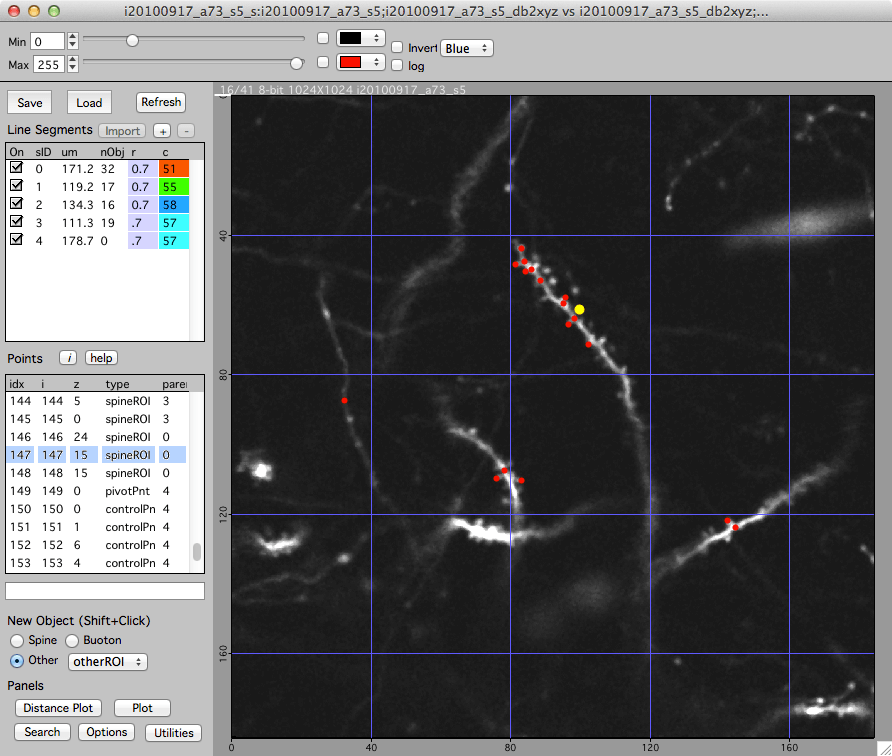 i20100917_a73_s5_s:i20100917_a73_s5;i20100917_a73_s5_db2xyz vs i20100917_a73_s5_db2xyz;...
Min 0
Invert Blue
Max 255
log
16/41 8-bit 1024X1024 i20100917_a73_s5
Save Load Refresh
Line Segments Import + -
On sID um nObj r c
0 171.2 32 0.7 51
1 119.2 17 0.7 55
2 134.3 16 0.7 58
3 111.3 19 .7 57
4 178.7 0 .7 57
Points i help
idx i z type parei
144 144 5 spineROI 3
145 145 0 spineROI 3
146 146 24 spineROI 0
147 147 15 spineROI 0
148 148 15 spineROI 0
149 149 0 pivotPnt 4
150 150 0 controlPn 4
151 151 1 controlPn 4
152 152 6 controlPn 4
153 153 4 controlPn 4
New Object (Shift+Click)
Spine Buoton
Other otherROI
Panels
Distance Plot Plot
Search Options Utilities
0
40
80
120
160
0 40 80 120 160